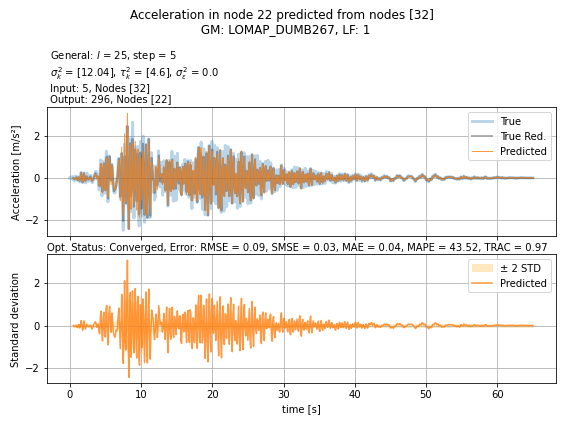 Acceleration in node 22 predicted from nodes [32]
GM: LOMAP_DUMB267, LF: 1
General: l = 25, step = 5
σ²ₖ = [12.04], τ²ₖ = [4.6], σ²ε = 0.0
Input: 5, Nodes [32]
Output: 296, Nodes [22]
Acceleration [m/s²]
2
0
−2
True
True Red.
Predicted
Opt. Status: Converged, Error: RMSE = 0.09, SMSE = 0.03, MAE = 0.04, MAPE = 43.52, TRAC = 0.97
Standard deviation
2
0
−2
± 2 STD
Predicted
0 10 20 30 40 50 60
time [s]